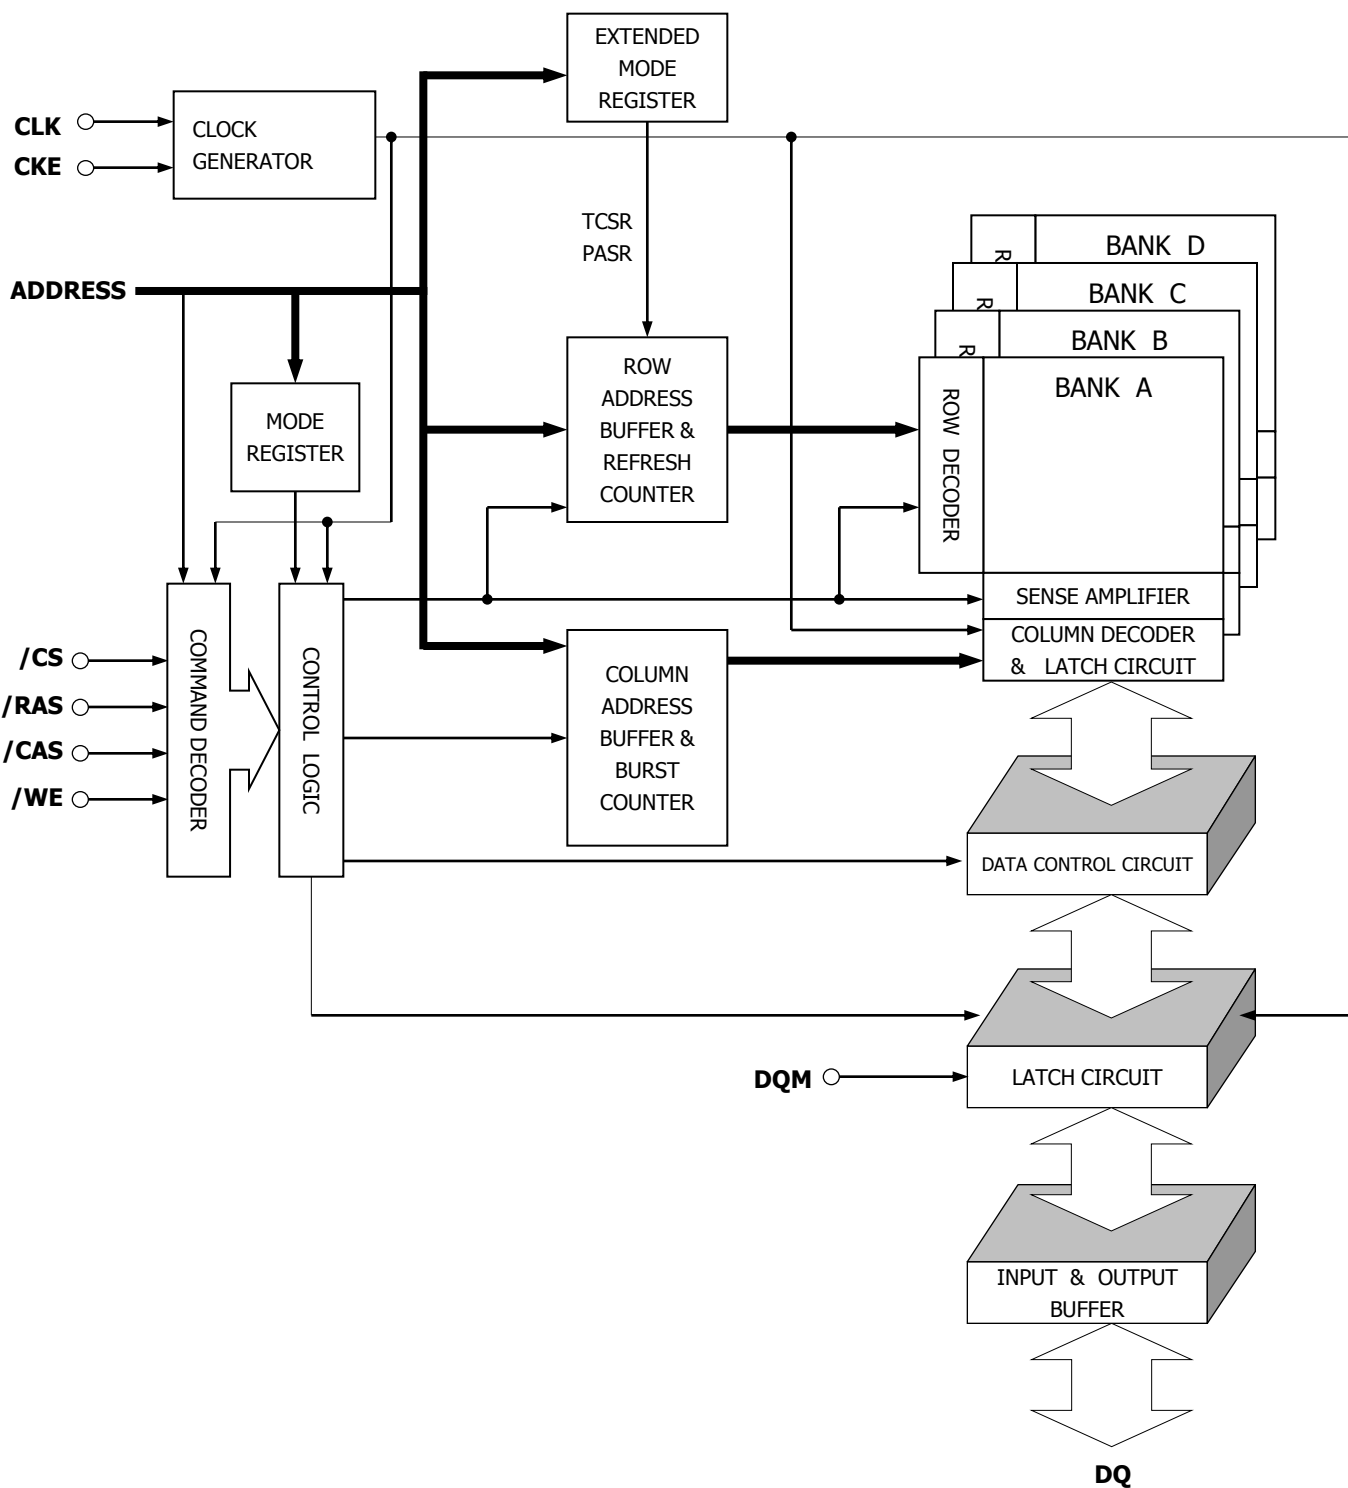 EXTENDED
MODE
REGISTER
CLK
CKE
CLOCK
GENERATOR
TCSR
PASR
ADDRESS
R
BANK D
R
BANK C
R
BANK B
BANK A
ROW DECODER
MODE
REGISTER
ROW
ADDRESS
BUFFER &
REFRESH
COUNTER
SENSE AMPLIFIER
COLUMN DECODER
& LATCH CIRCUIT
/CS
/RAS
/CAS
/WE
COMMAND DECODER
CONTROL LOGIC
COLUMN
ADDRESS
BUFFER &
BURST
COUNTER
DATA CONTROL CIRCUIT
DQM
LATCH CIRCUIT
INPUT & OUTPUT
BUFFER
DQ